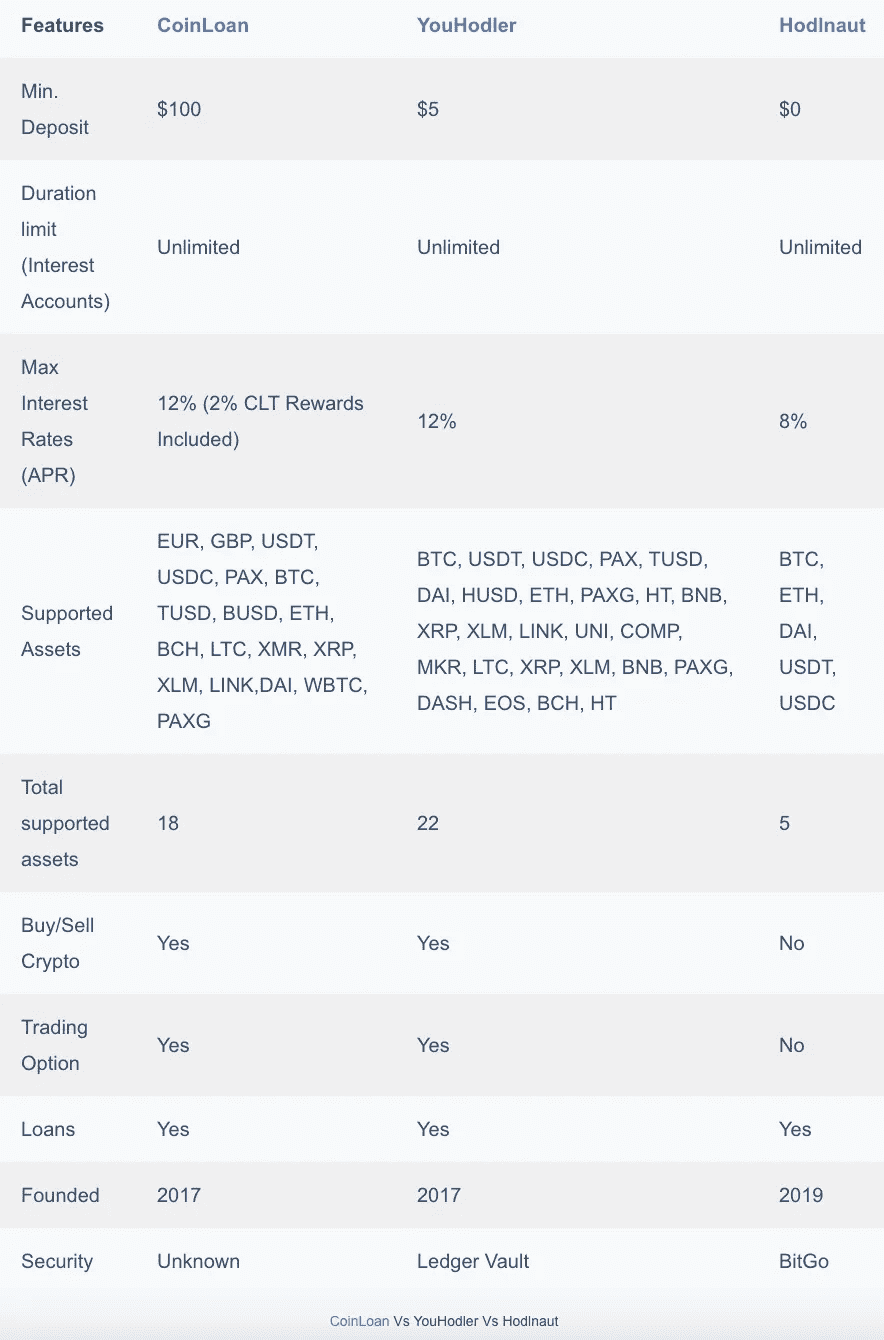 Features CoinLoan YouHodler Hodlnaut
Min.
Deposit
$100
$5
$0
Duration
limit
(Interest
Accounts)
Unlimited
Unlimited
Unlimited
Max
Interest
Rates
(APR)
12% (2% CLT Rewards
Included)
12%
8%
Supported
Assets
EUR, GBP, USDT,
USDC, PAX, BTC,
TUSD, BUSD, ETH,
BCH, LTC, XMR, XRP,
XLM, LINK,DAI, WBTC,
PAXG
BTC, USDT, USDC, PAX, TUSD,
DAI, HUSD, ETH, PAXG, HT, BNB,
XRP, XLM, LINK, UNI, COMP,
MKR, LTC, XRP, XLM, BNB, PAXG,
DASH, EOS, BCH, HT
BTC,
ETH,
DAI,
USDT,
USDC
Total
supported
assets
18
22
5
Buy/Sell
Crypto
Yes
Yes
No
Trading
Option
Yes
Yes
No
Loans Yes Yes Yes
Founded 2017 2017 2019
Security Unknown Ledger Vault BitGo
CoinLoan Vs YouHodler Vs Hodlnaut